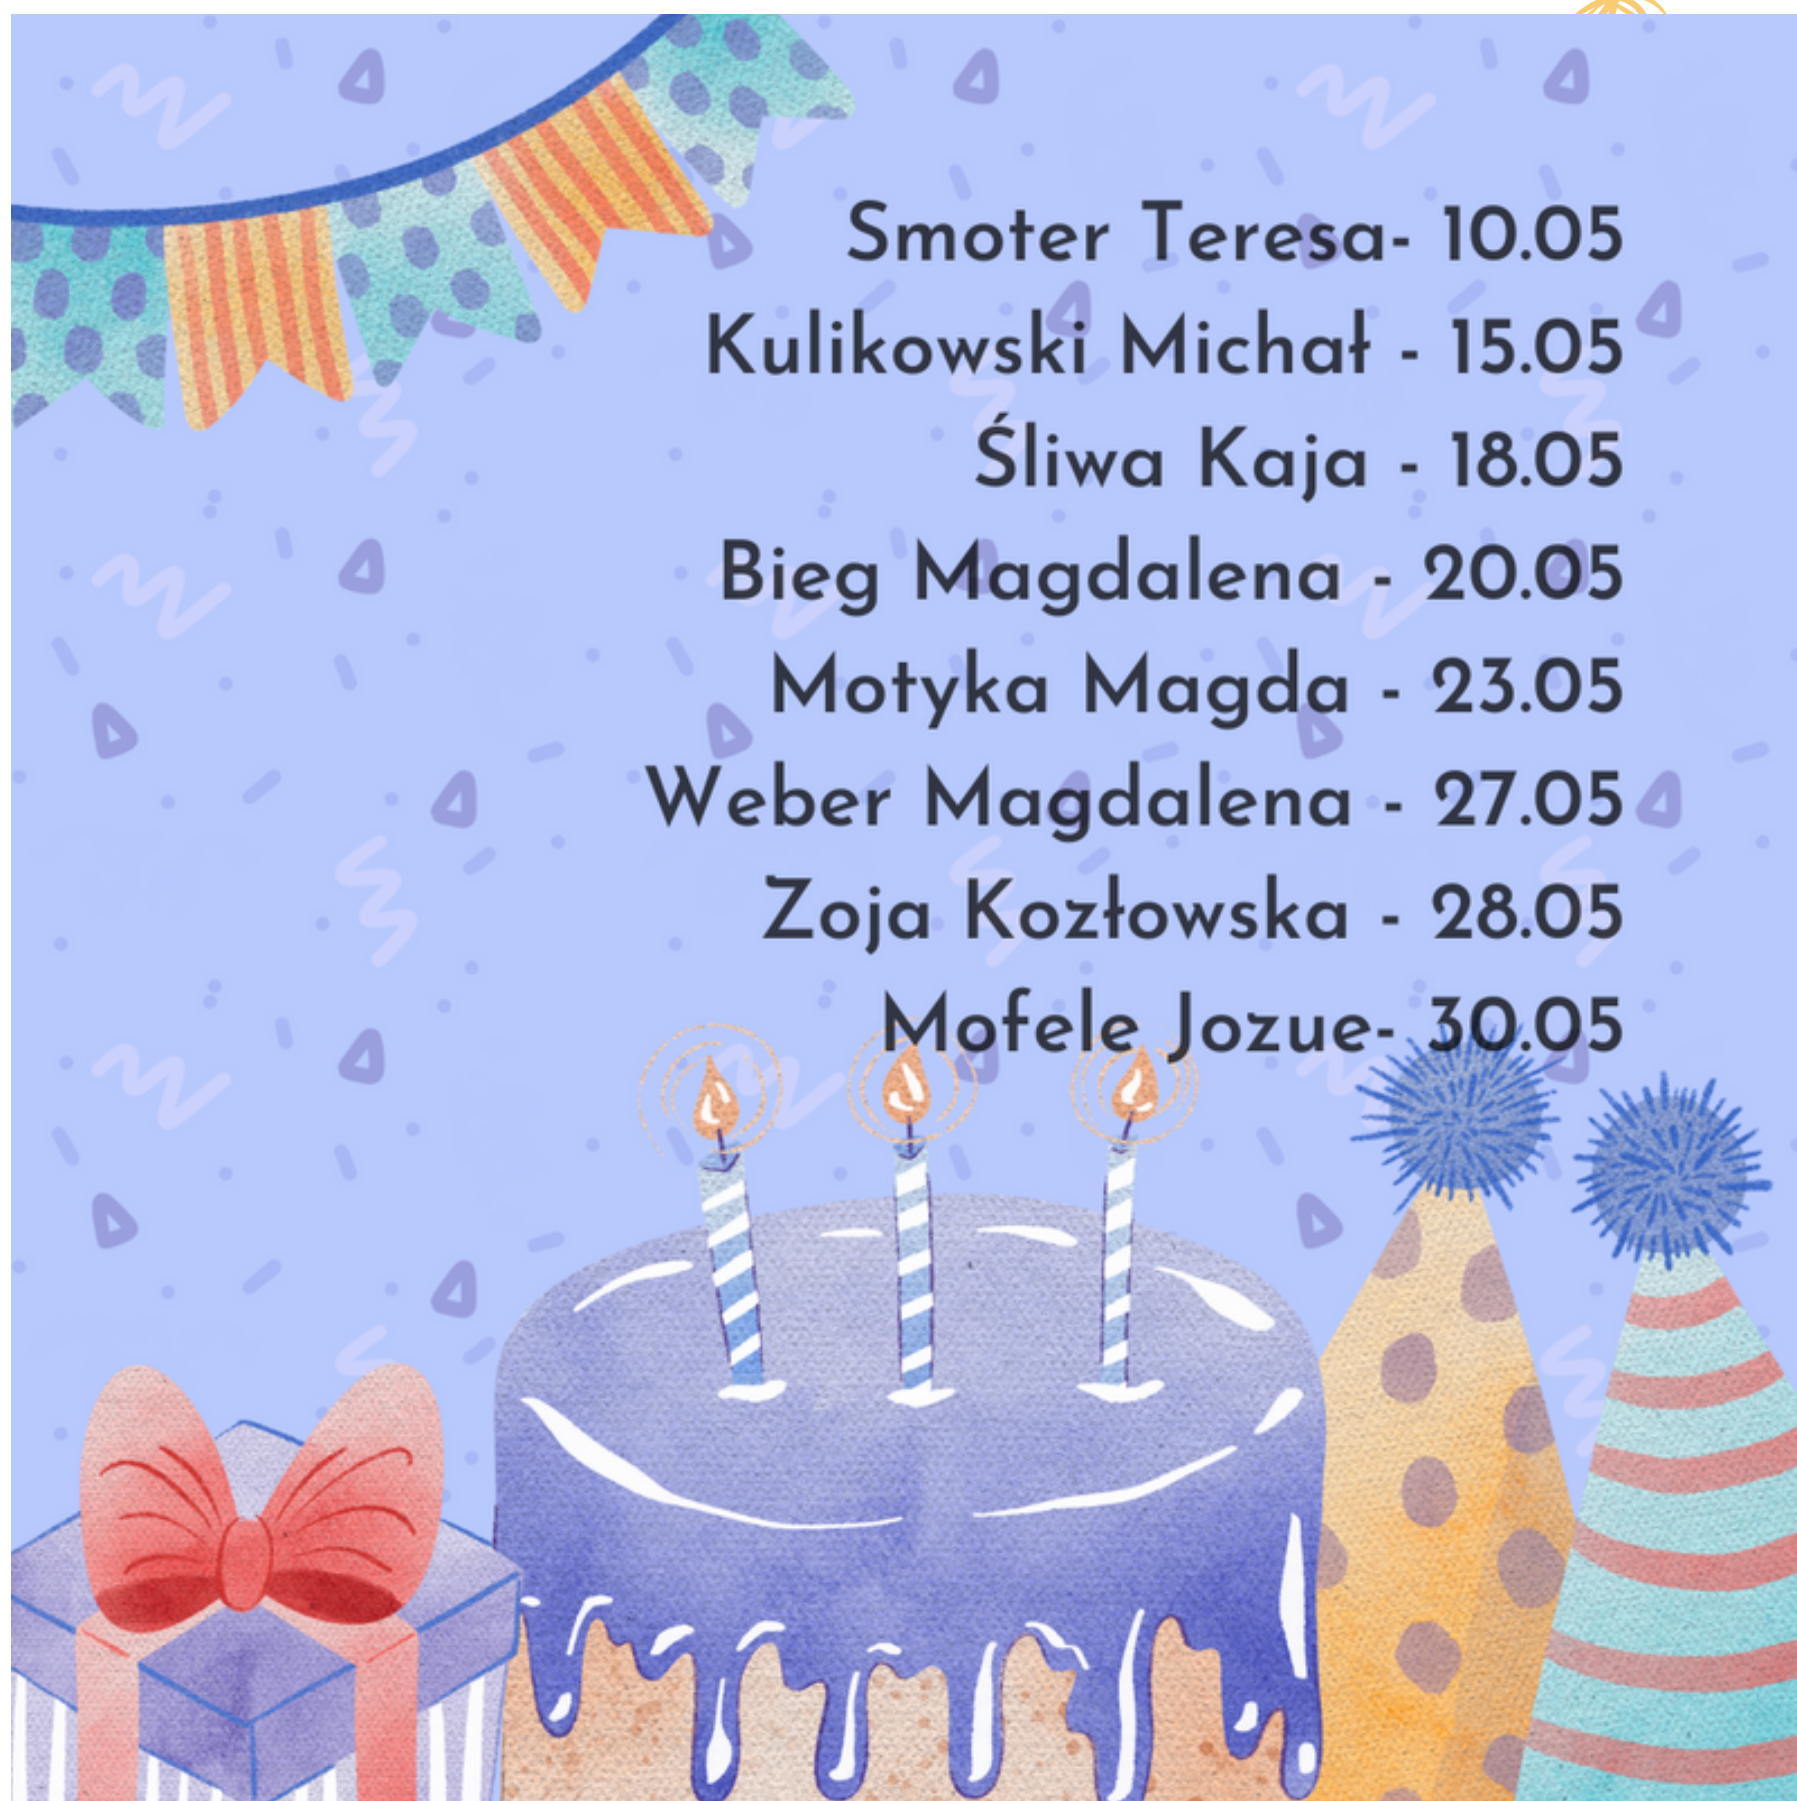 Smoter Teresa- 10.05
Kulikowski Michał - 15.05
Śliwa Kaja - 18.05
Bieg Magdalena - 20.05
Motyka Magda - 23.05
Weber Magdalena - 27.05
Zoja Kozłowska - 28.05
Mofele Jozue- 30.05